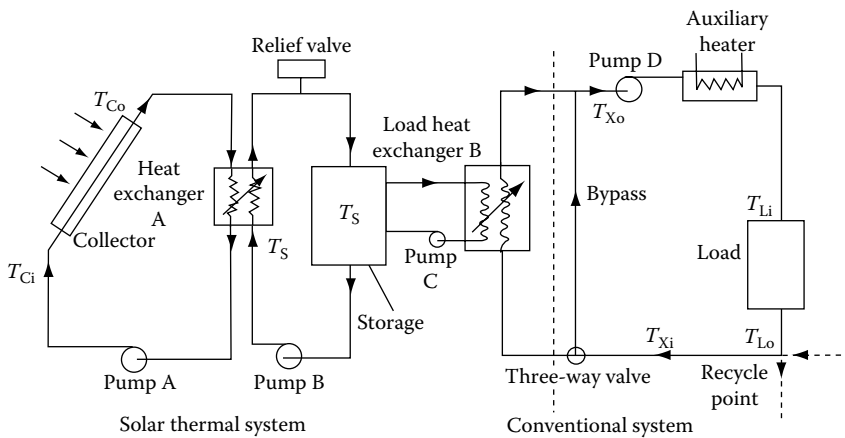 Auxiliary
heater
Relief valve
Pump D
T_Co
T_Xo
Load heat
exchanger B
Heat
exchanger
A
Bypass
T_S
T_Li
Collector
T_S
Load
Pump
C
T_Ci
Storage
T_Xi
T_Lo
Pump A
Pump B
Three-way valve
Recycle
point
Solar thermal system
Conventional system